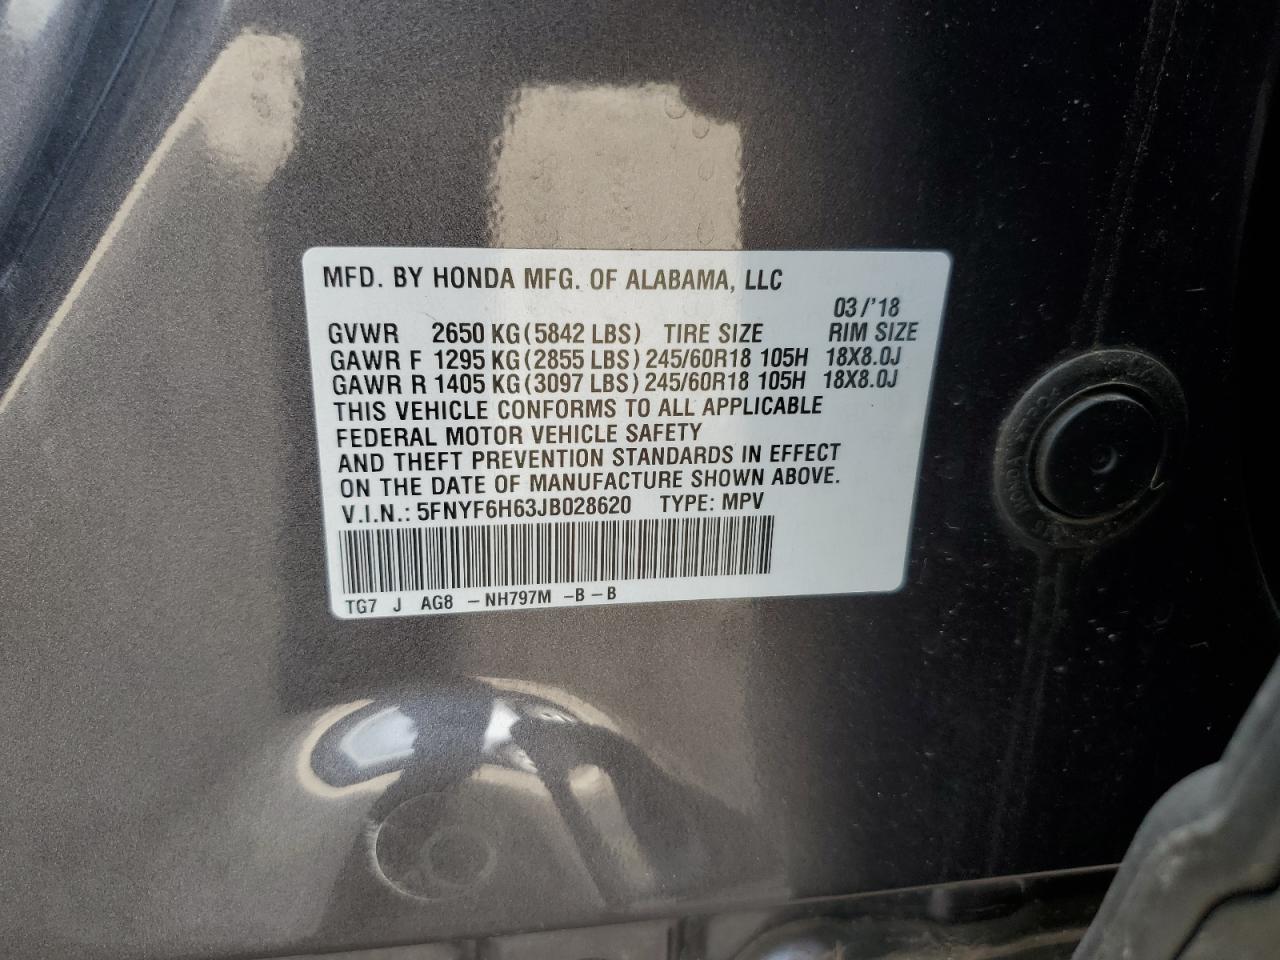 MFD. BY HONDA MFG. OF ALABAMA, LLC
03/'18
GVWR 2650 KG(5842 LBS) TIRE SIZE RIM SIZE
GAWR F 1295 KG(2855 LBS)245/60R18 105H 18X8.0J
GAWR R 1405 KG(3097 LBS)245/60R18 105H 18X8.0J
THIS VEHICLE CONFORMS TO ALL APPLICABLE
FEDERAL MOTOR VEHICLE SAFETY
AND THEFT PREVENTION STANDARDS IN EFFECT
ON THE DATE OF MANUFACTURE SHOWN ABOVE.
V.I.N.: 5FNYF6H63JB028620 TYPE: MPV
TG7 J AG8 -NH797M -B-B